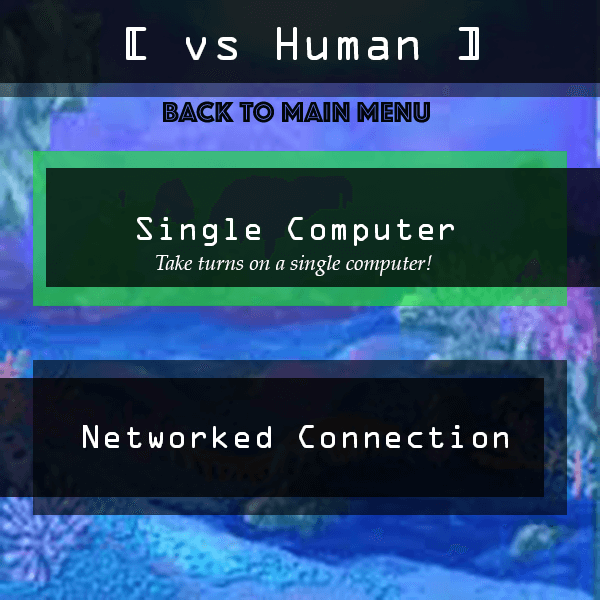 ⟦ vs Human ⟧
BACK TO MAIN MENU
Single Computer
Take turns on a single computer!
Networked Connection